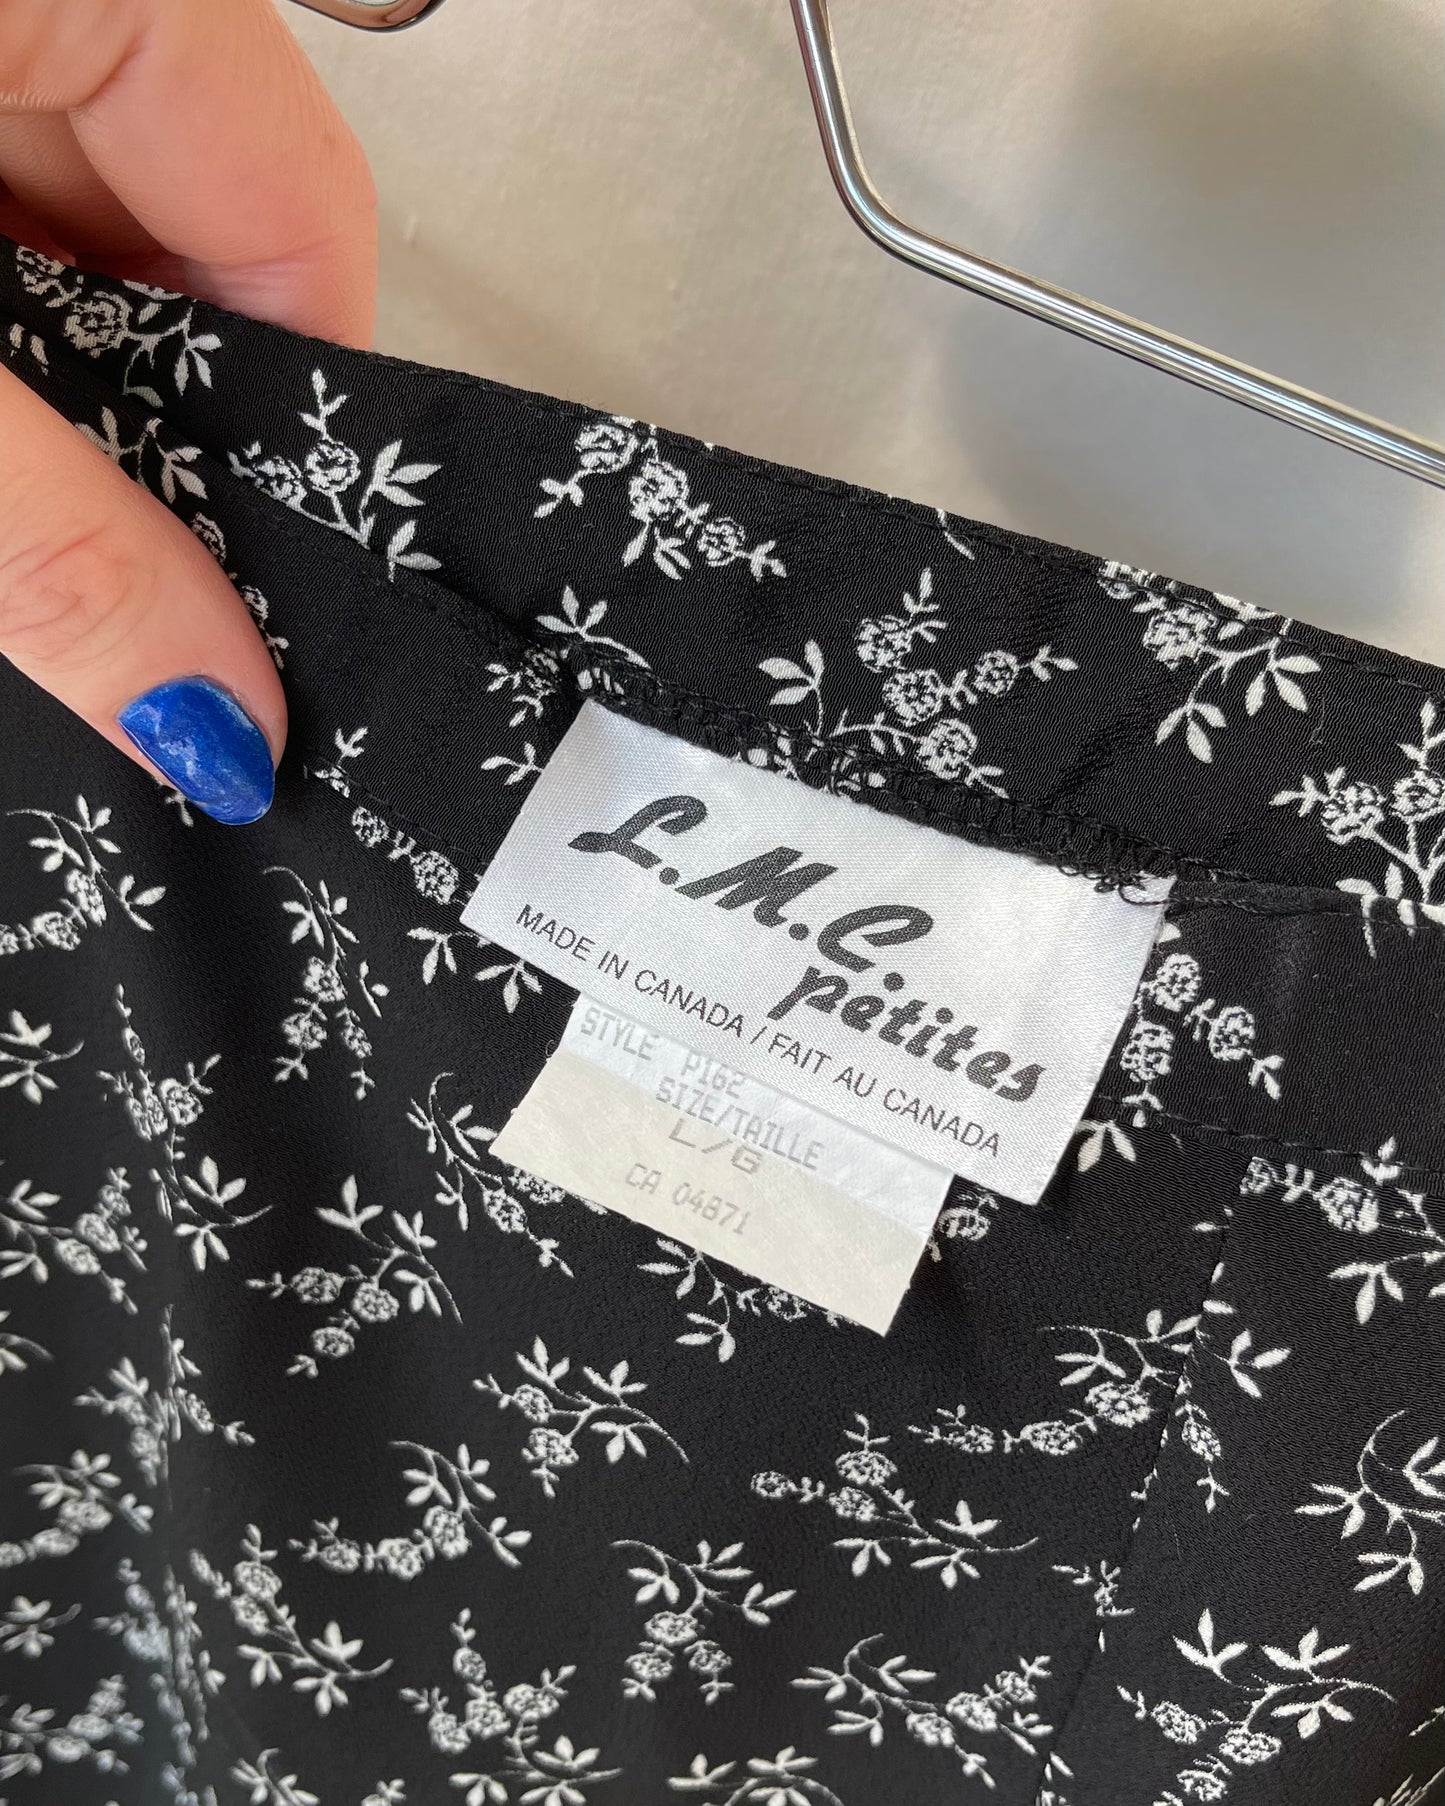 L.M.C.
petites
MADE IN CANADA / FAIT AU CANADA
STYLE P162
SIZE/TAILLE
L/G
CA 04871